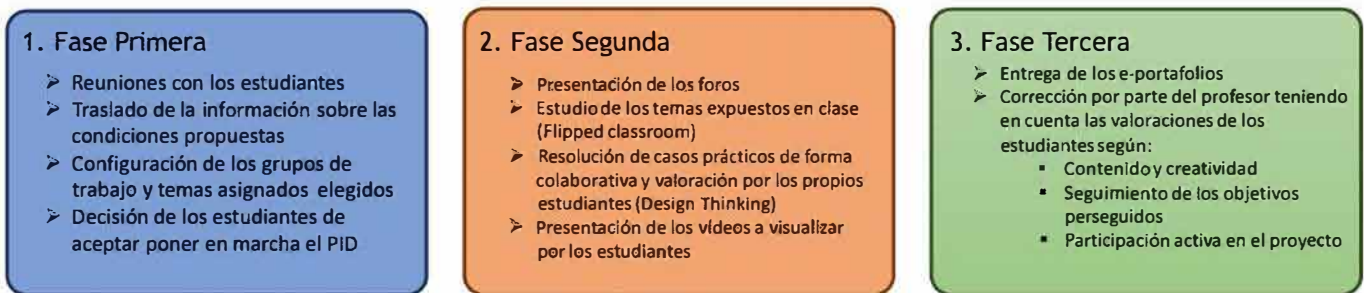 1. Fase Primera
➢ Reuniones con los estudiantes
➢ Traslado de la información sobre las
condiciones propuestas
➢ Configuración de los grupos de
trabajo y temas asignados elegidos
➢ Decisión de los estudiantes de
aceptar poner en marcha el PID
2. Fase Segunda
➢ Presentación de los foros
➢ Estudio de los temas expuestos en clase
(Flipped classroom)
➢ Resolución de casos prácticos de forma
colaborativa y valoración por los propios
estudiantes (Design Thinking)
➢ Presentación de los vídeos a visualizar
por los estudiantes
3. Fase Tercera
➢ Entrega de los e-portafolios
➢ Corrección por parte del profesor teniendo
en cuenta las valoraciones de los
estudiantes según:
▪ Contenido y creatividad
▪ Seguimiento de los objetivos
perseguidos
▪ Participación activa en el proyecto